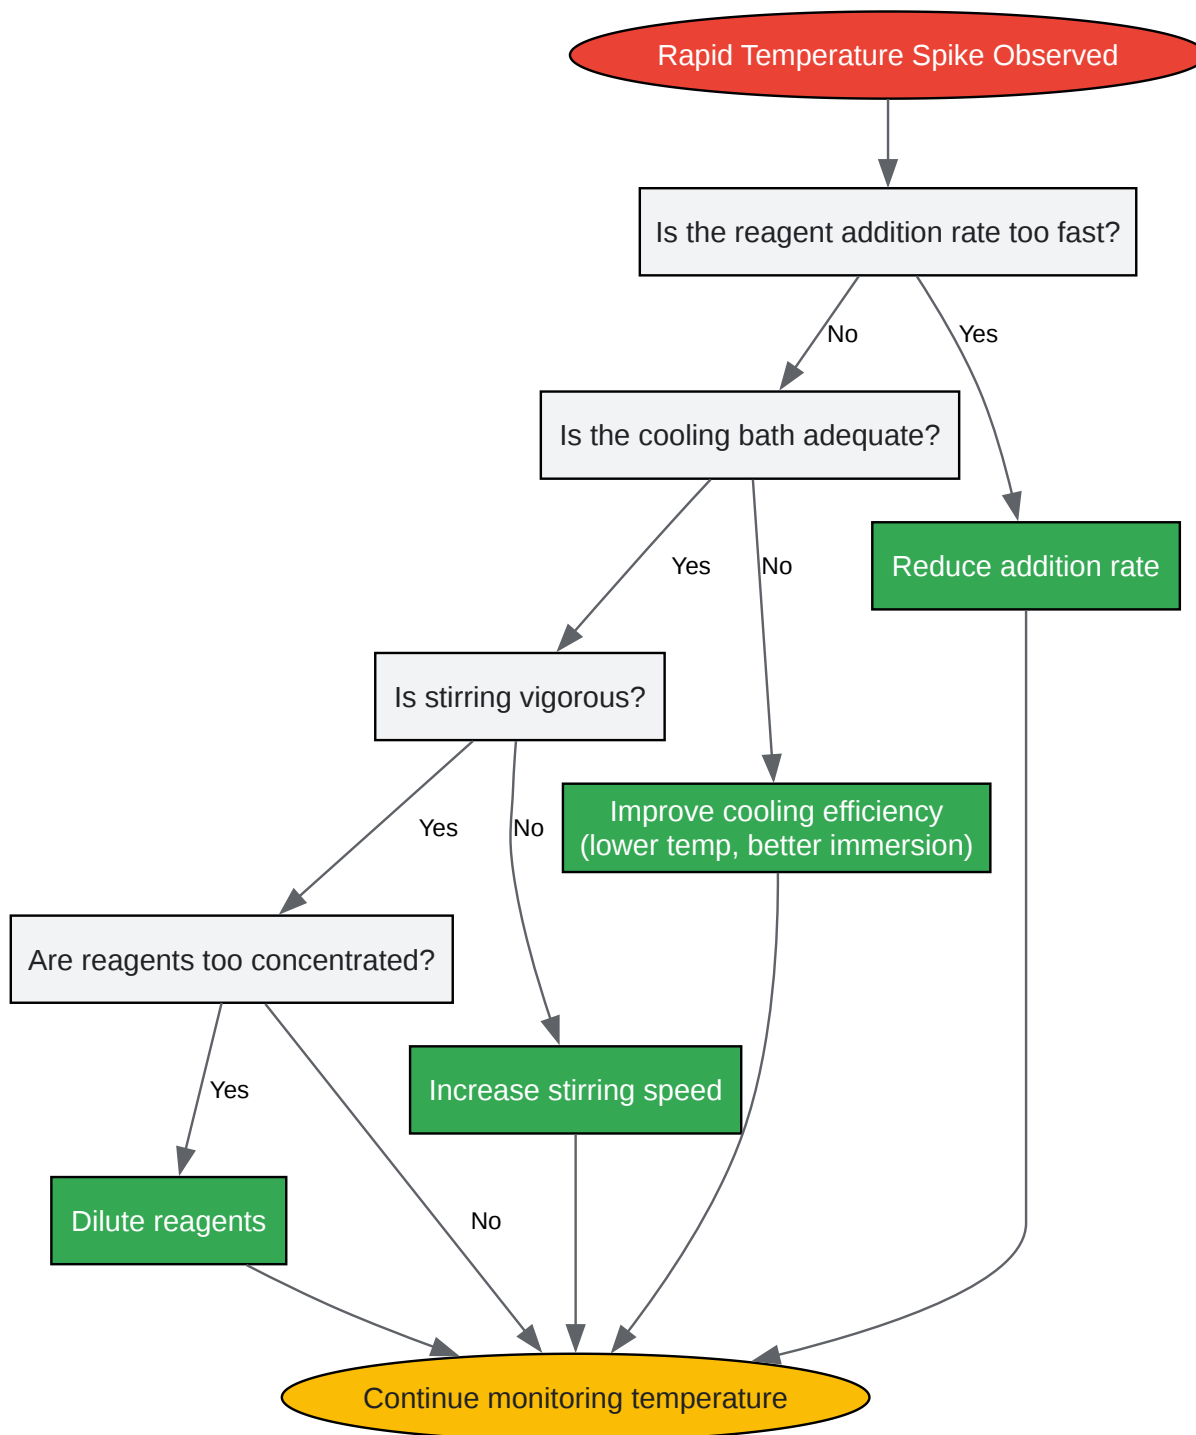 Rapid Temperature Spike Observed
Is the reagent addition rate too fast?
No
Yes
Is the cooling bath adequate?
Yes
No
Reduce addition rate
Is stirring vigorous?
Yes
No
Improve cooling efficiency
(lower temp, better immersion)
Are reagents too concentrated?
Yes
Increase stirring speed
Dilute reagents
No
Continue monitoring temperature